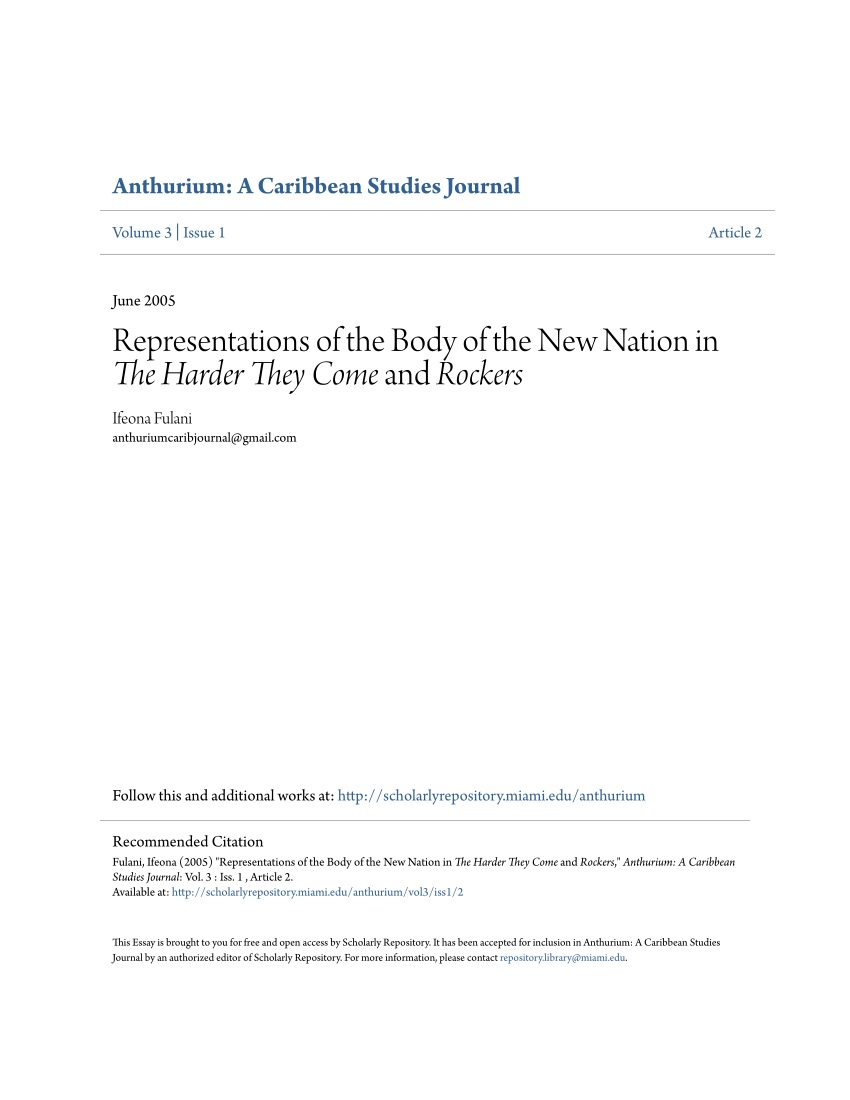 Anthurium: A Caribbean Studies Journal
Volume 3 | Issue 1 Article 2
June 2005
Representations of the Body of the New Nation in
The Harder They Come and Rockers
Ifeona Fulani
anthuriumcaribjournal@gmail.com
Follow this and additional works at: http://scholarlyrepository.miami.edu/anthurium
Recommended Citation
Fulani, Ifeona (2005) "Representations of the Body of the New Nation in The Harder They Come and Rockers," Anthurium: A Caribbean
Studies Journal: Vol. 3 : Iss. 1 , Article 2.
Available at: http://scholarlyrepository.miami.edu/anthurium/vol3/iss1/2
This Essay is brought to you for free and open access by Scholarly Repository. It has been accepted for inclusion in Anthurium: A Caribbean Studies
Journal by an authorized editor of Scholarly Repository. For more information, please contact repository.library@miami.edu.